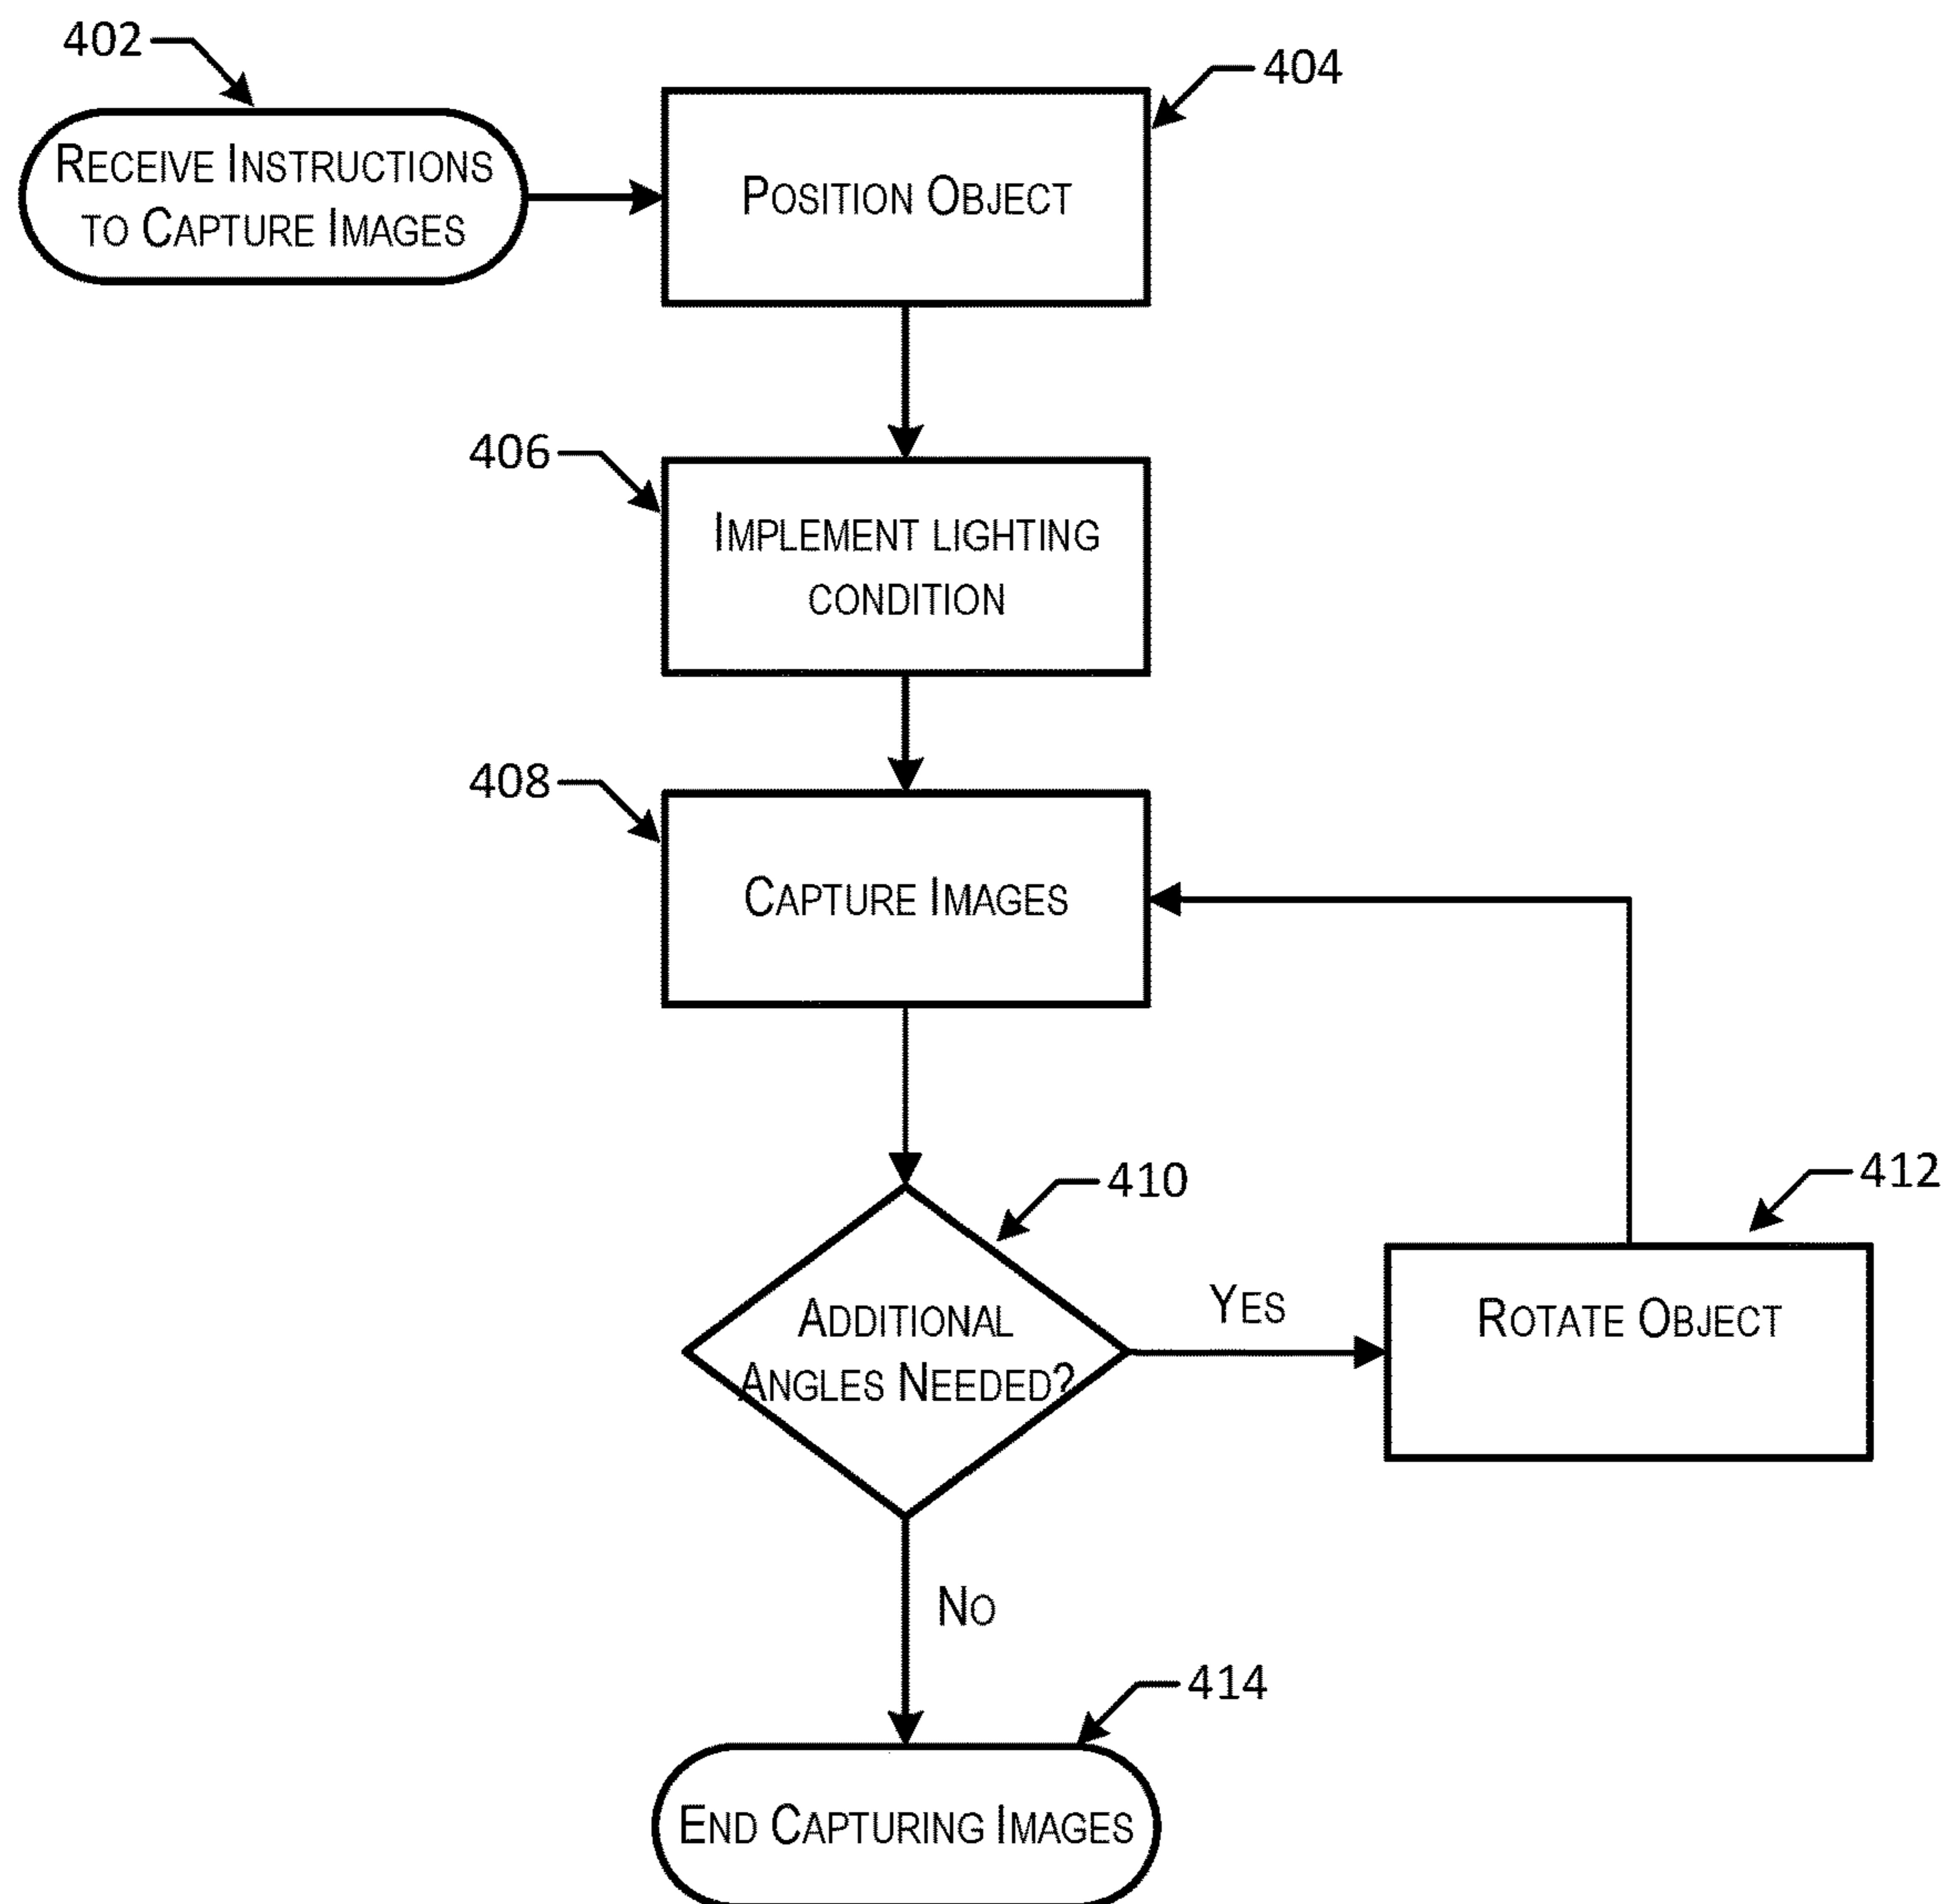 402
RECEIVE INSTRUCTIONS
TO CAPTURE IMAGES
404
POSITION OBJECT
406
IMPLEMENT LIGHTING
CONDITION
408
CAPTURE IMAGES
410
ADDITIONAL
ANGLES NEEDED?
YES
412
ROTATE OBJECT
NO
414
END CAPTURING IMAGES